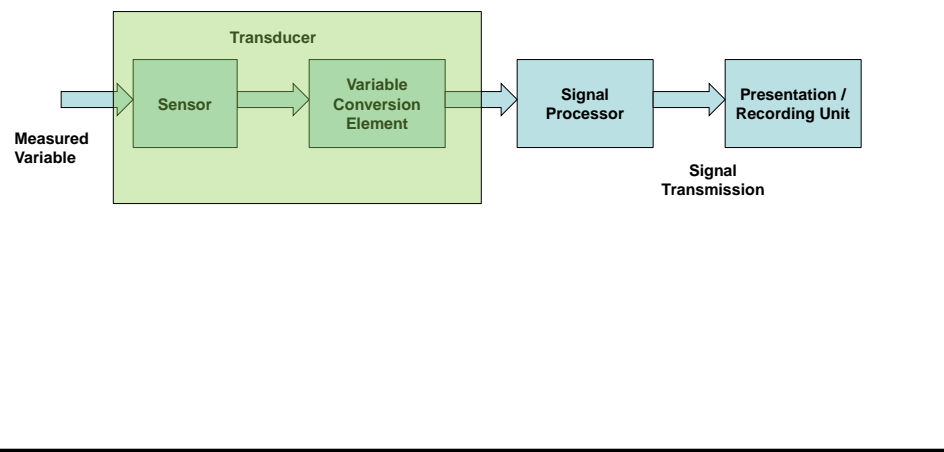 Transducer
Measured
Variable
Sensor
Variable
Conversion
Element
Signal
Processor
Signal
Transmission
Presentation /
Recording Unit